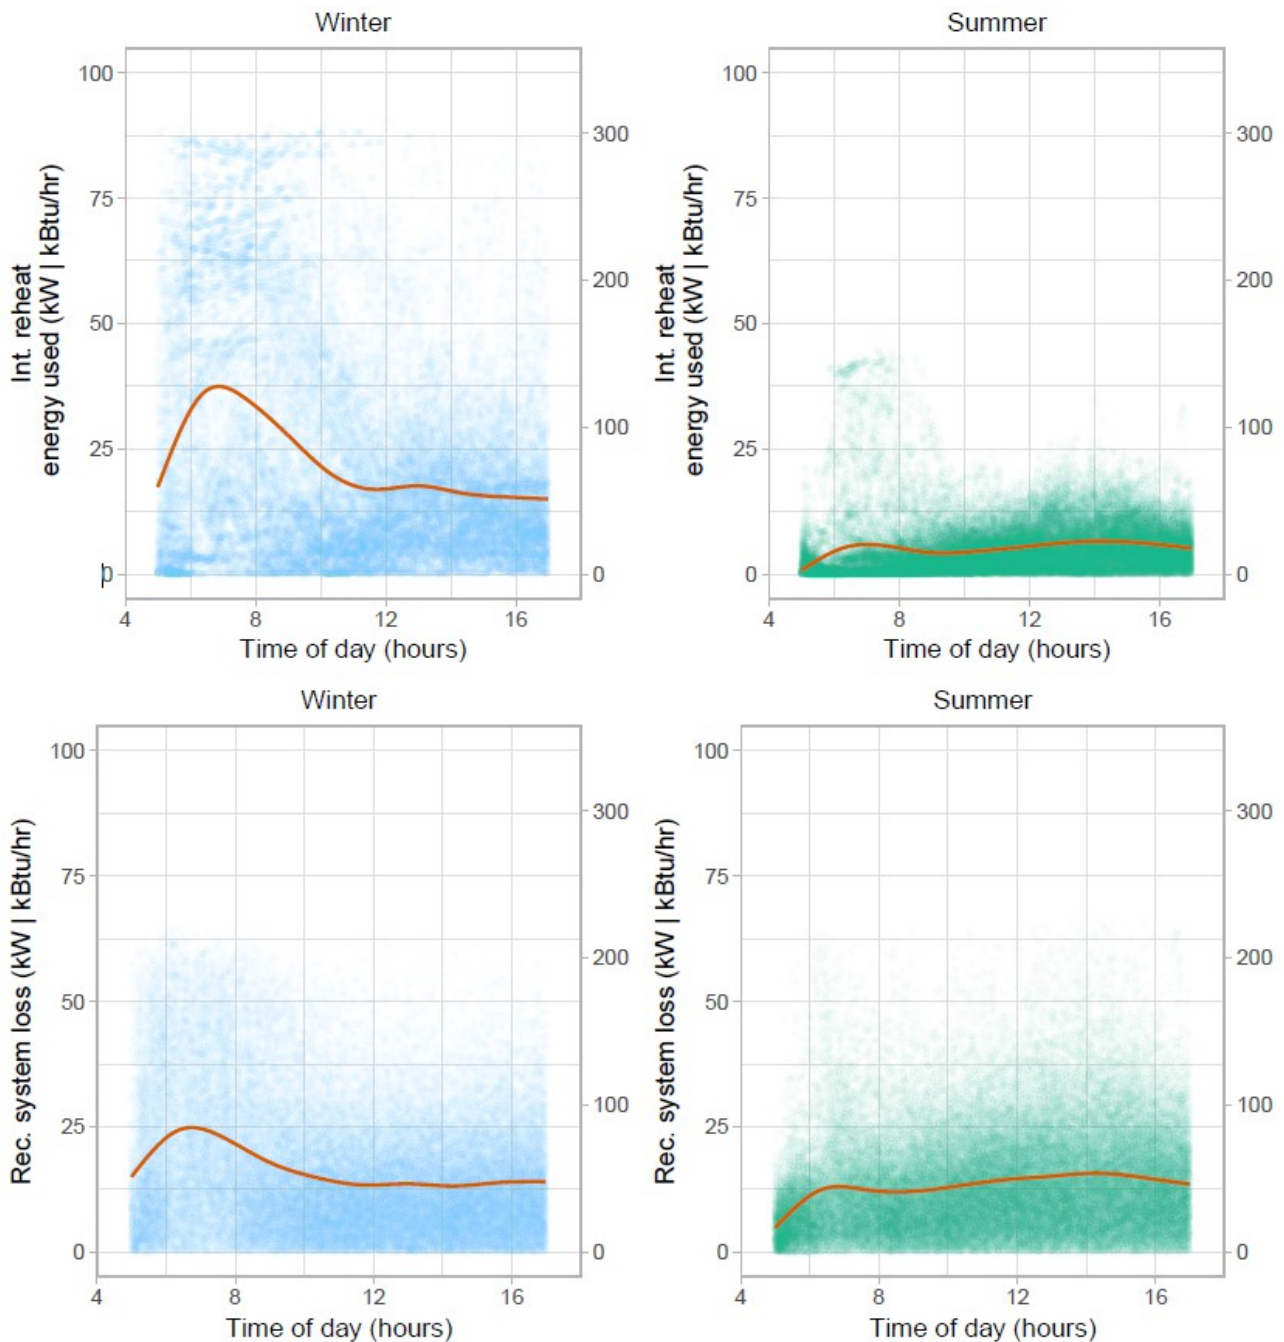 Winter
Int. reheat
energy used (kW | kBtu/hr)
100
75
50
25
0
300
200
100
0
4 8 12 16
Time of day (hours)
Summer
Int. reheat
energy used (kW | kBtu/hr)
100
75
50
25
0
300
200
100
0
4 8 12 16
Time of day (hours)
Winter
Rec. system loss (kW | kBtu/hr)
100
75
50
25
0
300
200
100
0
4 8 12 16
Time of day (hours)
Summer
Rec. system loss (kW | kBtu/hr)
100
75
50
25
0
300
200
100
0
4 8 12 16
Time of day (hours)